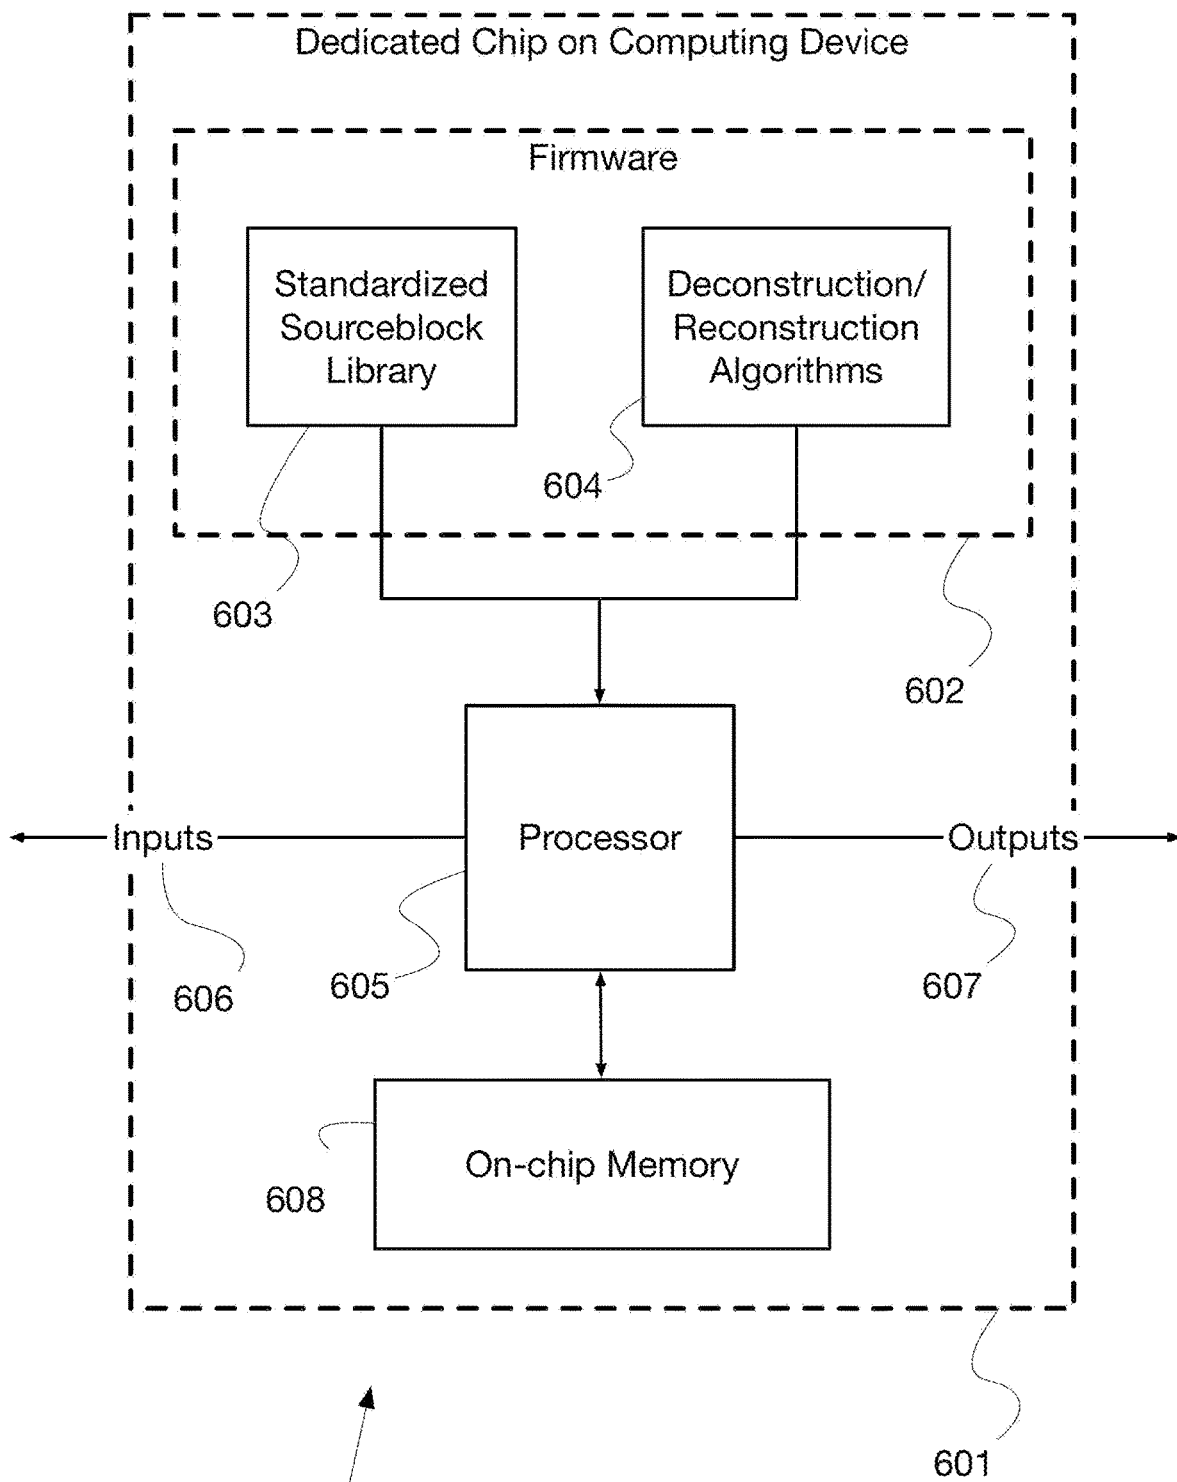 Dedicated Chip on Computing Device
Firmware
Standardized
Sourceblock
Library
Deconstruction/
Reconstruction
Algorithms
604
603
602
Inputs
Processor
Outputs
606
605
607
On-chip Memory
608
601